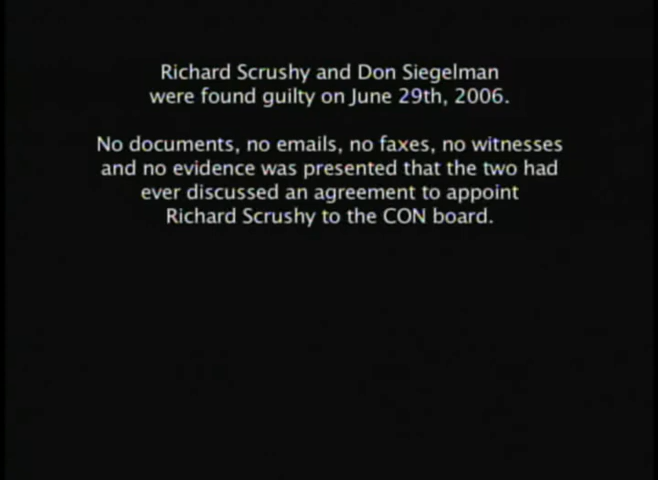 Richard Scrushy and Don Siegelman
were found guilty on June 29th, 2006.
No documents, no emails, no faxes, no witnesses
and no evidence was presented that the two had
ever discussed an agreement to appoint
Richard Scrushy to the CON board.